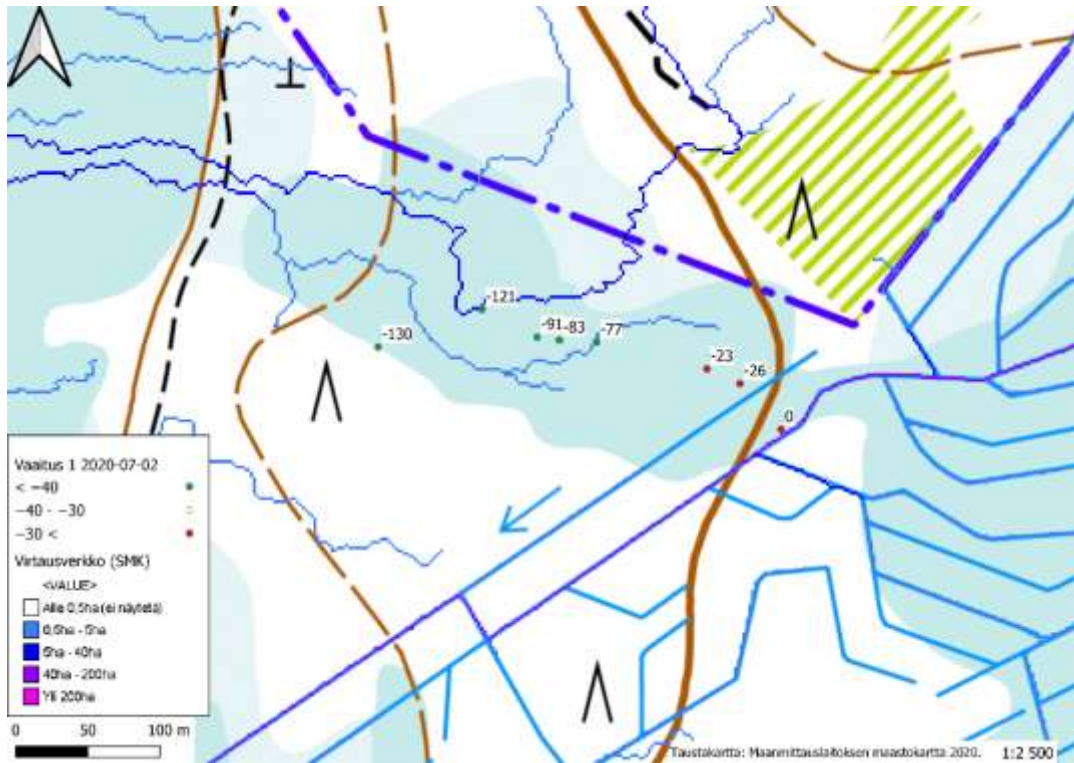 -121
-130
-91
-83
-77
-23
-26
0
Vaaitus 1 2020-07-02
< −40
−40 - −30
−30 <
Virtausverkko (SMK)
<VALUE>
Alle 0,5ha (ei näytetä)
0,5ha - 5ha
5ha - 40ha
40ha - 200ha
Yli 200ha
0 50 100 m
Taustakartta: Maanmittauslaitoksen maastokartta 2020. 1:2 500